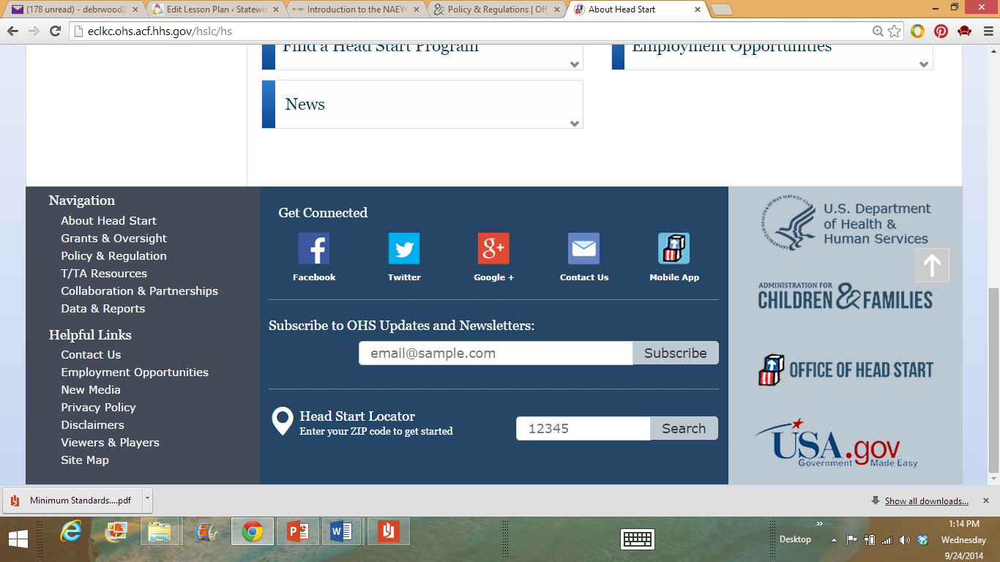 (178 unread) - debrwood2
Edit Lesson Plan ‹ Statewid
Introduction to the NAEYC
Policy & Regulations | Off
About Head Start
eclkc.ohs.acf.hhs.gov/hslc/hs
Find a Head Start Program
Employment Opportunities
News
Navigation
About Head Start
Grants & Oversight
Policy & Regulation
T/TA Resources
Collaboration & Partnerships
Data & Reports
Helpful Links
Contact Us
Employment Opportunities
New Media
Privacy Policy
Disclaimers
Viewers & Players
Site Map
Get Connected
Facebook
Twitter
Google +
Contact Us
Mobile App
Subscribe to OHS Updates and Newsletters:
email@sample.com
Subscribe
Head Start Locator
Enter your ZIP code to get started
12345
Search
U.S. Department
of Health &
Human Services
ADMINISTRATION FOR
CHILDREN & FAMILIES
OFFICE OF HEAD START
USA.gov
Government Made Easy
Minimum Standards....pdf
Show all downloads...
Desktop
1:14 PM
Wednesday
9/24/2014